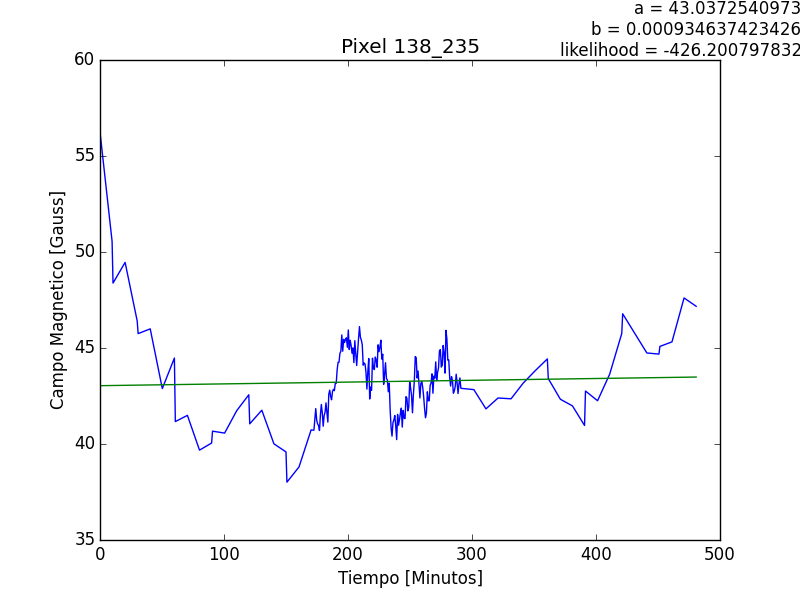 a = 43.0372540973
b = 0.000934637423426
likelihood = -426.200797832
Pixel 138_235
60
55
50
45
40
35
Campo Magnetico [Gauss]
0 100 200 300 400 500
Tiempo [Minutos]